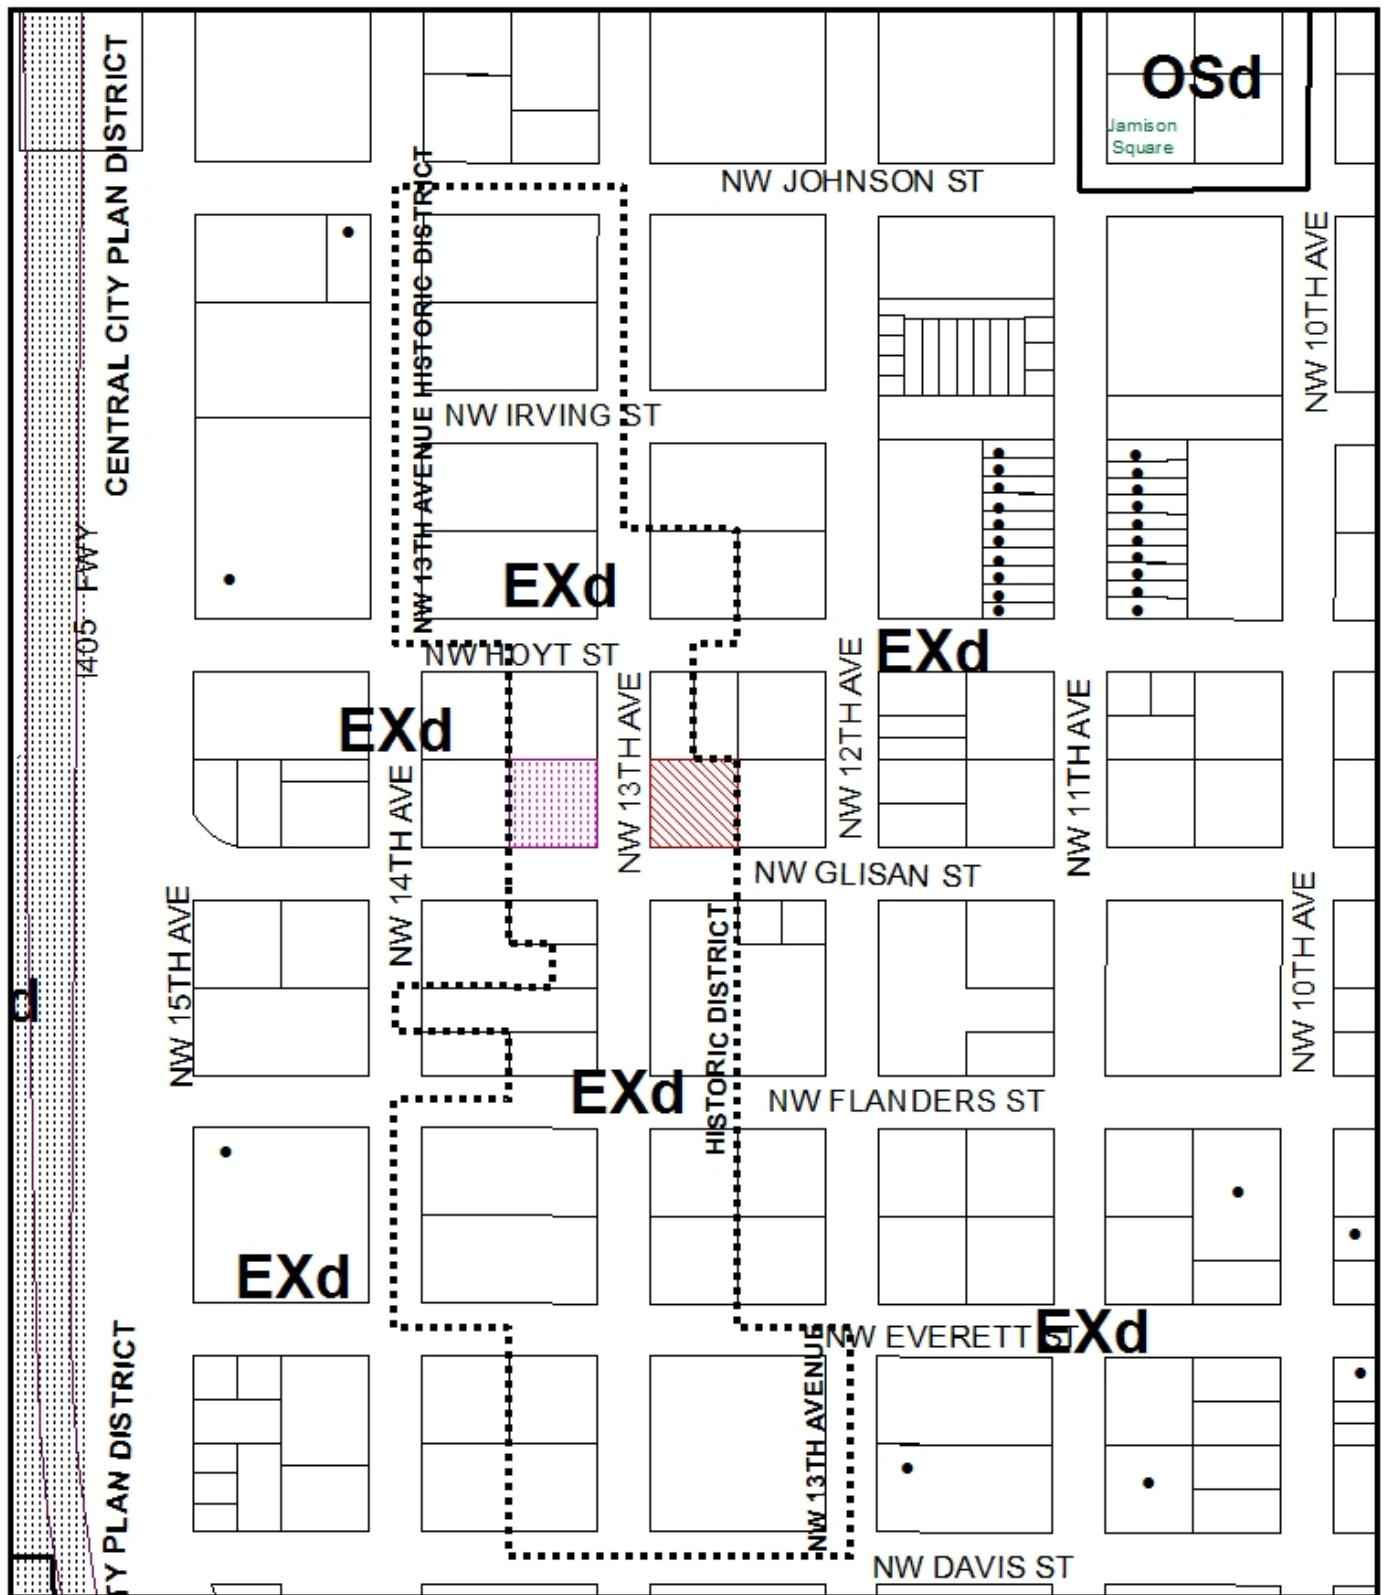 CENTRAL CITY PLAN DISTRICT
OSd
Jamison
Square
NW JOHNSON ST
NW 13TH AVENUE HISTORIC DISTRICT
NW 10TH AVE
NW IRVING ST
I405 FWY
EXd
NW HOYT ST
EXd
EXd
NW 13TH AVE
NW 12TH AVE
NW 11TH AVE
NW 14TH AVE
NW GLISAN ST
NW 15TH AVE
NW 10TH AVE
d
HISTORIC DISTRICT
EXd
NW FLANDERS ST
EXd
NW EVERETT ST
EXd
NW 13TH AVENUE
TY PLAN DISTRICT
NW DAVIS ST